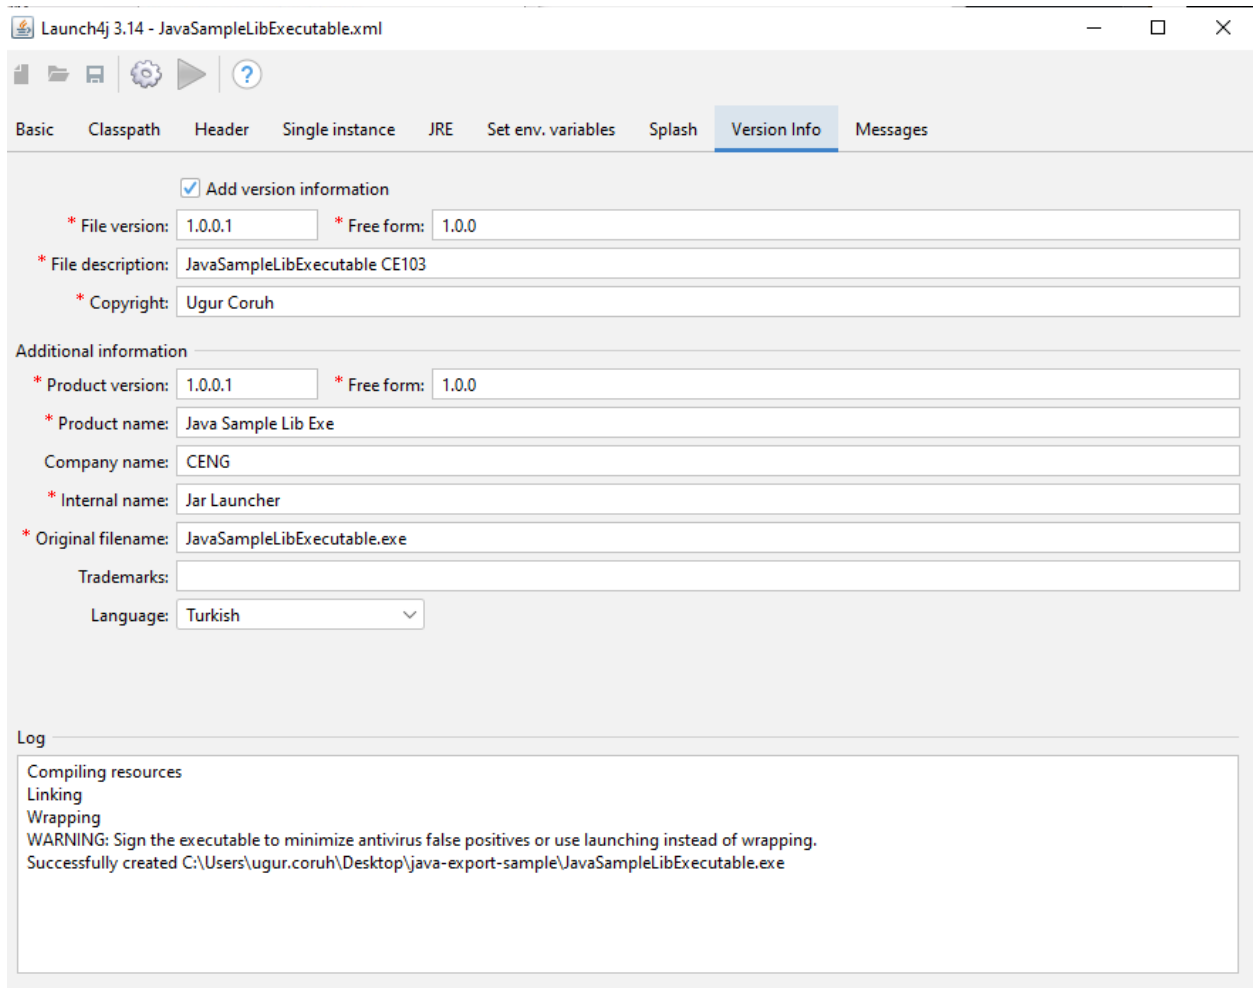 Launch4j 3.14 - JavaSampleLibExecutable.xml
?
Basic Classpath Header Single instance JRE Set env. variables Splash Version Info Messages
Add version information
* File version: 1.0.0.1 * Free form: 1.0.0
* File description: JavaSampleLibExecutable CE103
* Copyright: Ugur Coruh
Additional information
* Product version: 1.0.0.1 * Free form: 1.0.0
* Product name: Java Sample Lib Exe
Company name: CENG
* Internal name: Jar Launcher
* Original filename: JavaSampleLibExecutable.exe
Trademarks:
Language: Turkish
Log
Compiling resources
Linking
Wrapping
WARNING: Sign the executable to minimize antivirus false positives or use launching instead of wrapping.
Successfully created C:\Users\ugur.coruh\Desktop\java-export-sample\JavaSampleLibExecutable.exe